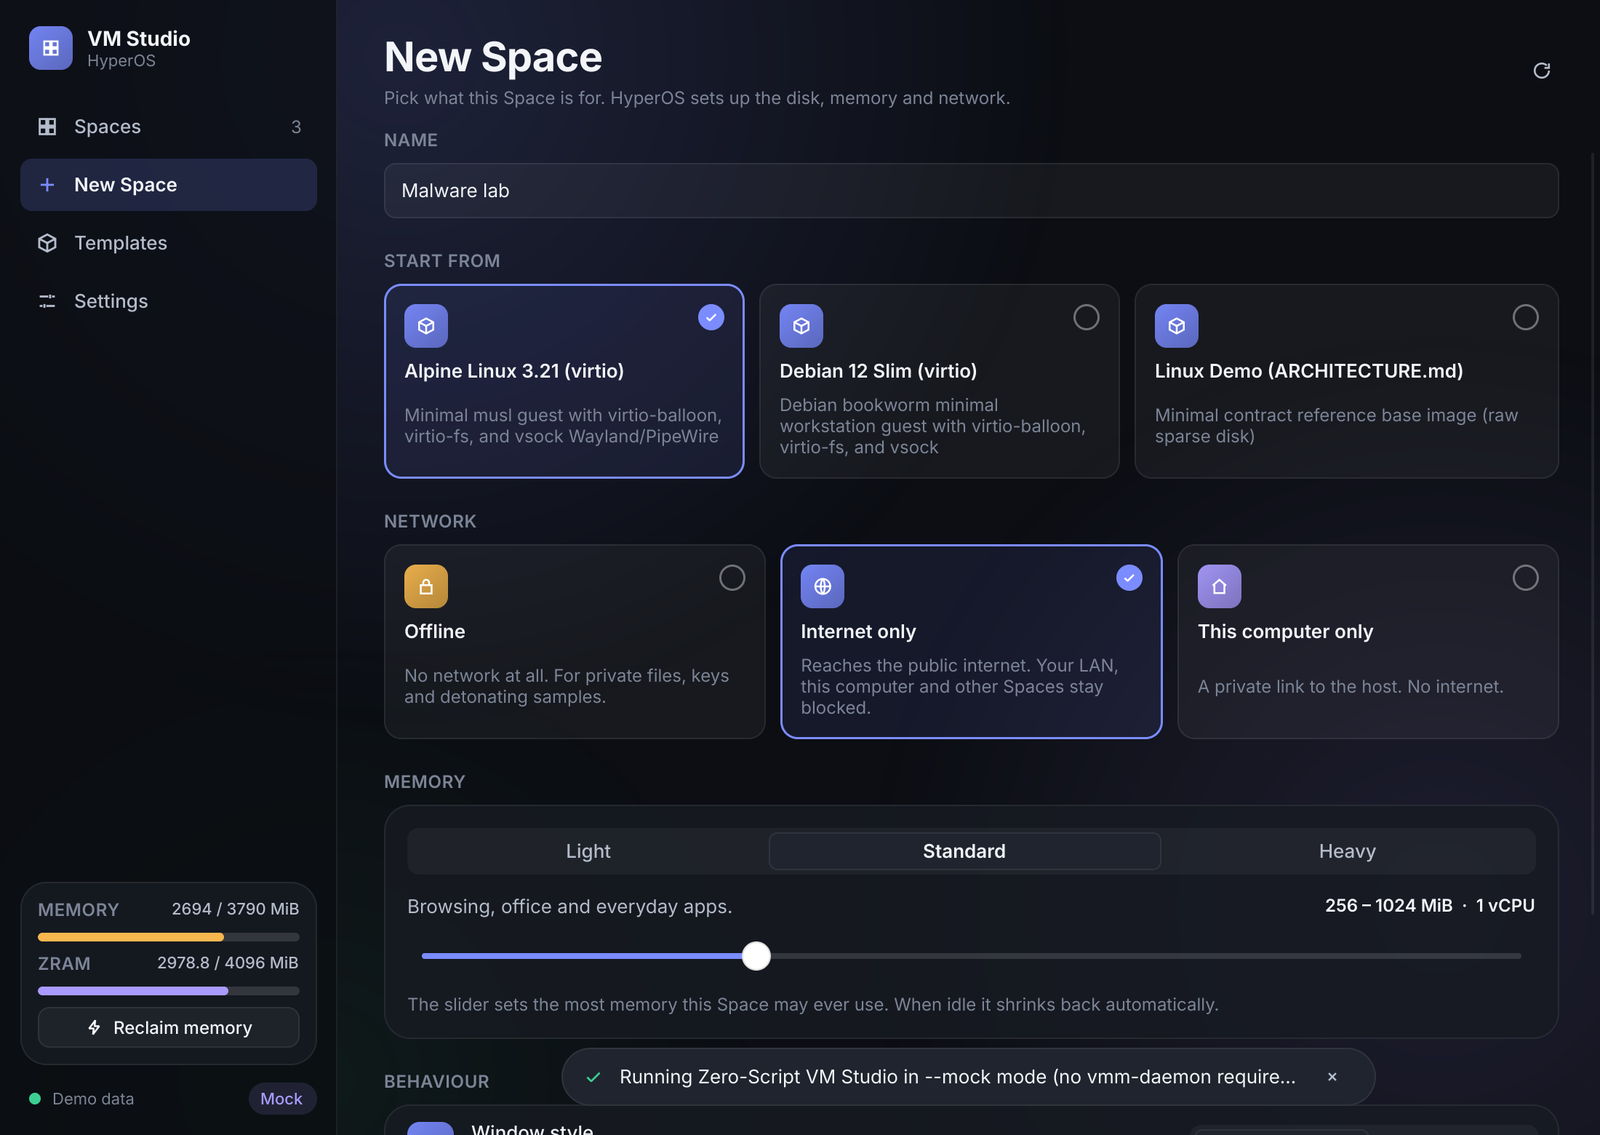 VM Studio
HyperOS
Spaces 3
New Space
Templates
Settings
MEMORY 2694 / 3790 MiB
ZRAM 2978.8 / 4096 MiB
Reclaim memory
Demo data Mock
New Space
Pick what this Space is for. HyperOS sets up the disk, memory and network.
NAME
Malware lab
START FROM
Alpine Linux 3.21 (virtio)
Minimal musl guest with virtio-balloon,
virtio-fs, and vsock Wayland/PipeWire
Debian 12 Slim (virtio)
Debian bookworm minimal
workstation guest with virtio-balloon,
virtio-fs, and vsock
Linux Demo (ARCHITECTURE.md)
Minimal contract reference base image (raw
sparse disk)
NETWORK
Offline
No network at all. For private files, keys
and detonating samples.
Internet only
Reaches the public internet. Your LAN,
this computer and other Spaces stay
blocked.
This computer only
A private link to the host. No internet.
MEMORY
Light Standard Heavy
Browsing, office and everyday apps. 256 – 1024 MiB · 1 vCPU
The slider sets the most memory this Space may ever use. When idle it shrinks back automatically.
BEHAVIOUR
Running Zero-Script VM Studio in --mock mode (no vmm-daemon require...
Window style